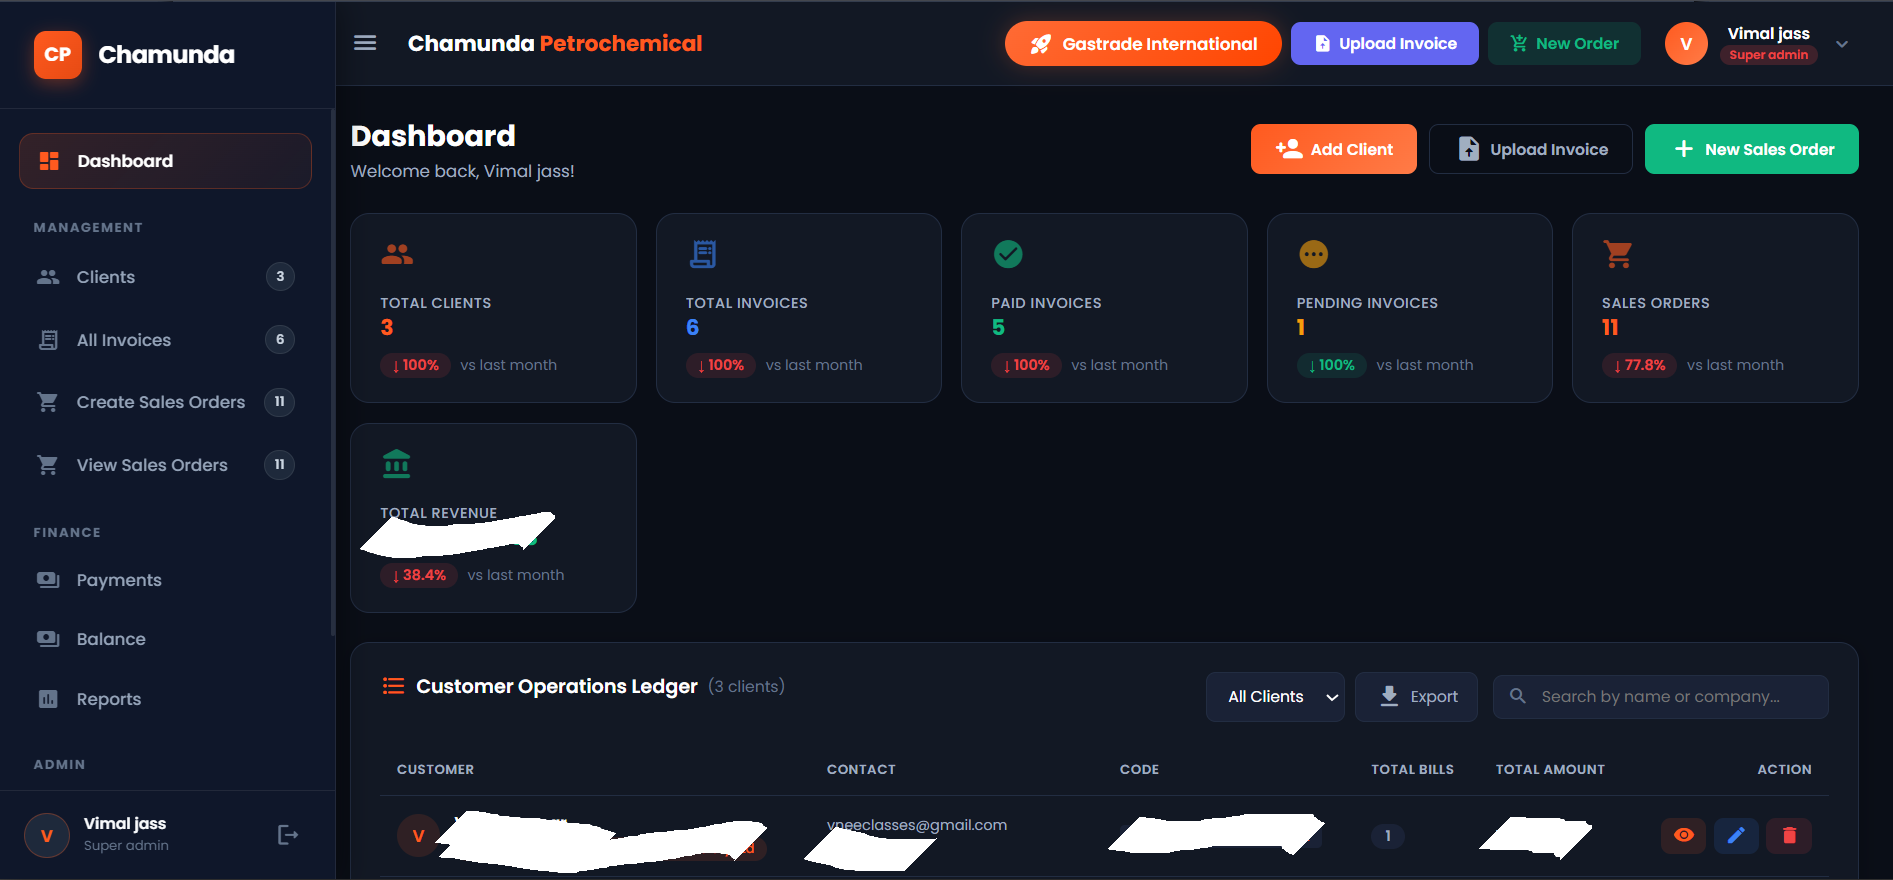 CP Chamunda
Chamunda Petrochemical
Gastrade International
Upload Invoice
New Order
V
Vimal jass
Super admin
Dashboard
MANAGEMENT
Clients 3
All Invoices 6
Create Sales Orders 11
View Sales Orders 11
FINANCE
Payments
Balance
Reports
ADMIN
V
Vimal jass
Super admin
Dashboard
Welcome back, Vimal jass!
Add Client
Upload Invoice
New Sales Order
TOTAL CLIENTS
3
↓ 100% vs last month
TOTAL INVOICES
6
↓ 100% vs last month
PAID INVOICES
5
↓ 100% vs last month
PENDING INVOICES
1
↓ 100% vs last month
SALES ORDERS
11
↓ 77.8% vs last month
TOTAL REVENUE
↓ 38.4% vs last month
Customer Operations Ledger (3 clients)
All Clients
Export
Search by name or company...
CUSTOMER CONTACT CODE TOTAL BILLS TOTAL AMOUNT ACTION
V vneeclasses@gmail.com 1